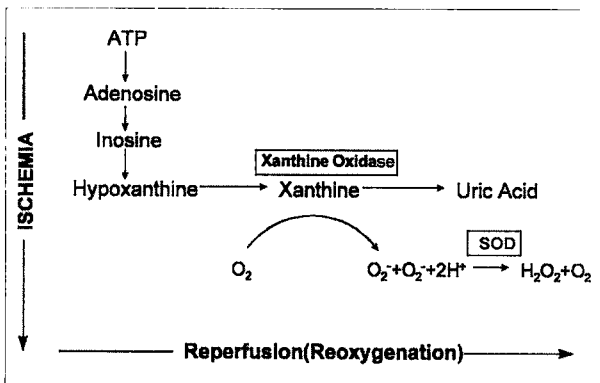 ATP
Adenosine
Inosine
Xanthine Oxidase
Hypoxanthine
Xanthine
Uric Acid
SOD
O₂
O₂⁻+O₂⁻+2H⁺
H₂O₂+O₂
ISCHEMIA
Reperfusion(Reoxygenation)